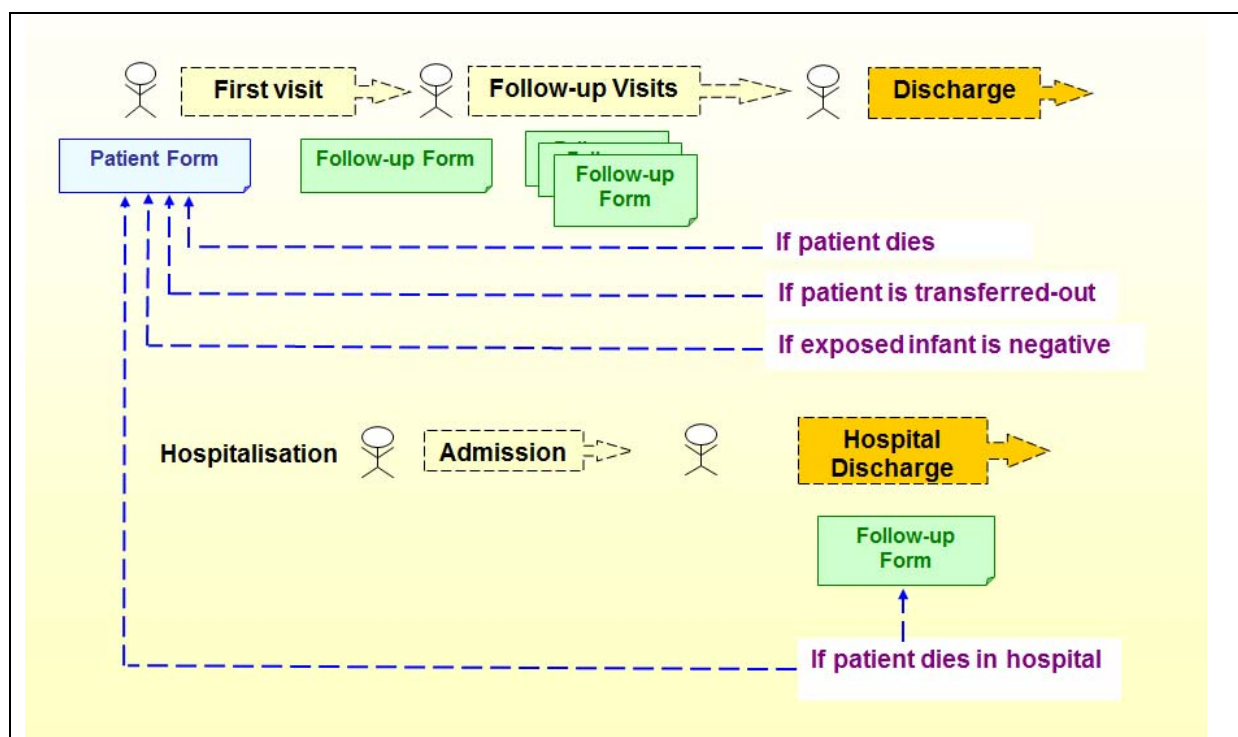 First visit
Follow-up Visits
Discharge
Patient Form
Follow-up Form
Follow-up
Form
If patient dies
If patient is transferred-out
If exposed infant is negative
Hospitalisation
Admission
Hospital
Discharge
Follow-up
Form
If patient dies in hospital